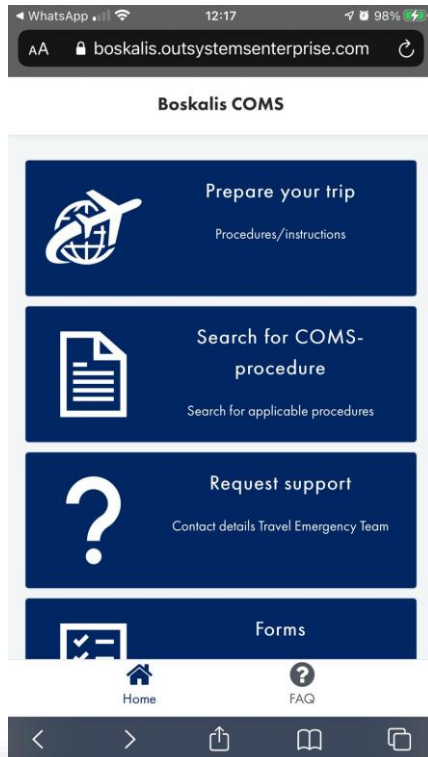 WhatsApp
12:17
98%
AA boskalis.outsystemsenterprise.com
Boskalis COMS
Prepare your trip
Procedures/instructions
Search for COMS-
procedure
Search for applicable procedures
?
Request support
Contact details Travel Emergency Team
Forms
?
Home
FAQ